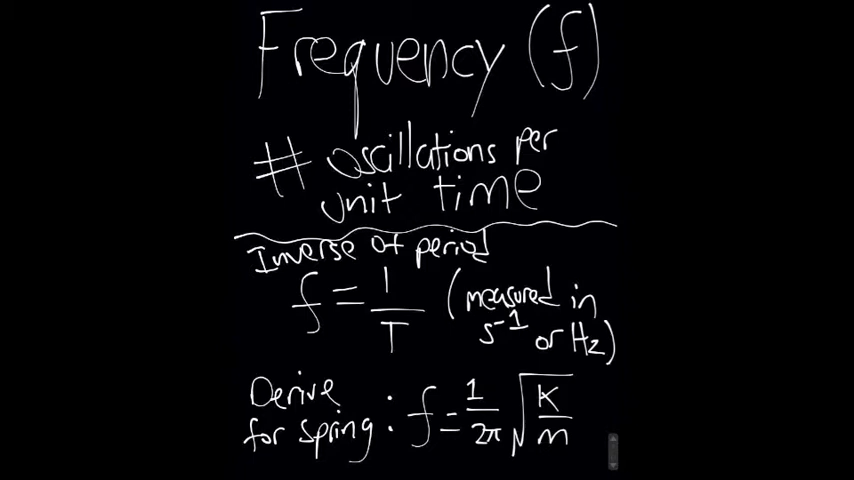 Frequency (f)
# oscillations per
unit time
Inverse of period
f = 1/T (measured in
s⁻¹ or Hz)
Derive
for spring: f = 1/2π √K/m